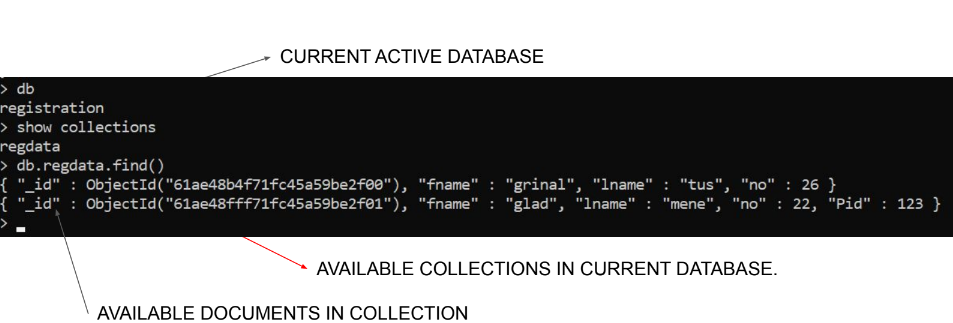 CURRENT ACTIVE DATABASE
> db
registration
> show collections
regdata
> db.regdata.find()
{ "_id" : ObjectId("61ae48b4f71fc45a59be2f00"), "fname" : "grinal", "lname" : "tus", "no" : 26 }
{ "_id" : ObjectId("61ae48fff71fc45a59be2f01"), "fname" : "glad", "lname" : "mene", "no" : 22, "Pid" : 123 }
>
AVAILABLE COLLECTIONS IN CURRENT DATABASE.
AVAILABLE DOCUMENTS IN COLLECTION